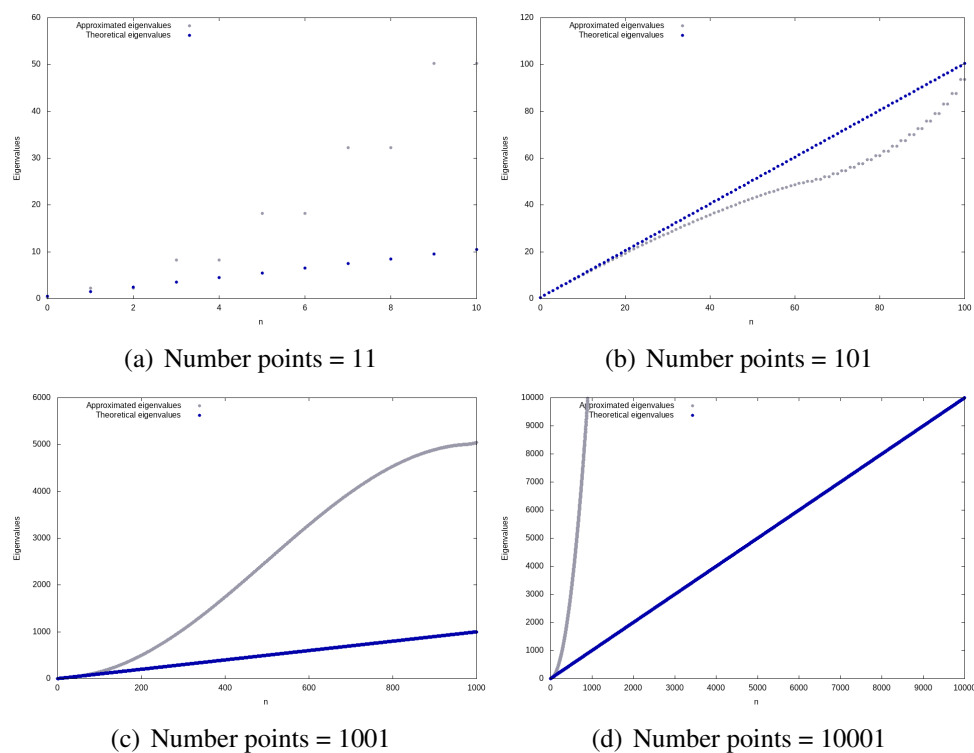 Approximated eigenvalues
Theoretical eigenvalues
60
50
40
30
20
10
0
Eigenvalues
0 2 4 6 8 10
n
(a) Number points = 11
Approximated eigenvalues
Theoretical eigenvalues
120
100
80
60
40
20
0
Eigenvalues
0 20 40 60 80 100
n
(b) Number points = 101
Approximated eigenvalues
Theoretical eigenvalues
6000
5000
4000
3000
2000
1000
0
Eigenvalues
0 200 400 600 800 1000
n
(c) Number points = 1001
Approximated eigenvalues
Theoretical eigenvalues
10000
9000
8000
7000
6000
5000
4000
3000
2000
1000
0
Eigenvalues
0 1000 2000 3000 4000 5000 6000 7000 8000 9000 10000
n
(d) Number points = 10001